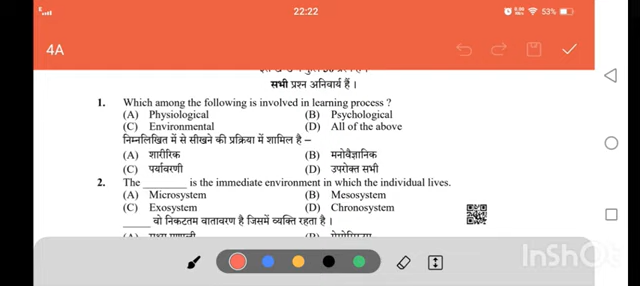 22:22
53%
4A
सभी प्रश्न अनिवार्य हैं ।
1. Which among the following is involved in learning process ?
(A) Physiological (B) Psychological
(C) Environmental (D) All of the above
निम्नलिखित में से सीखने की प्रक्रिया में शामिल है –
(A) शारीरिक (B) मनोवैज्ञानिक
(C) पर्यावरणी (D) उपरोक्त सभी
2. The ________ is the immediate environment in which the individual lives.
(A) Microsystem (B) Mesosystem
(C) Exosystem (D) Chronosystem
_____ वो निकटतम वातावरण है जिसमें व्यक्ति रहता है ।
InShOt